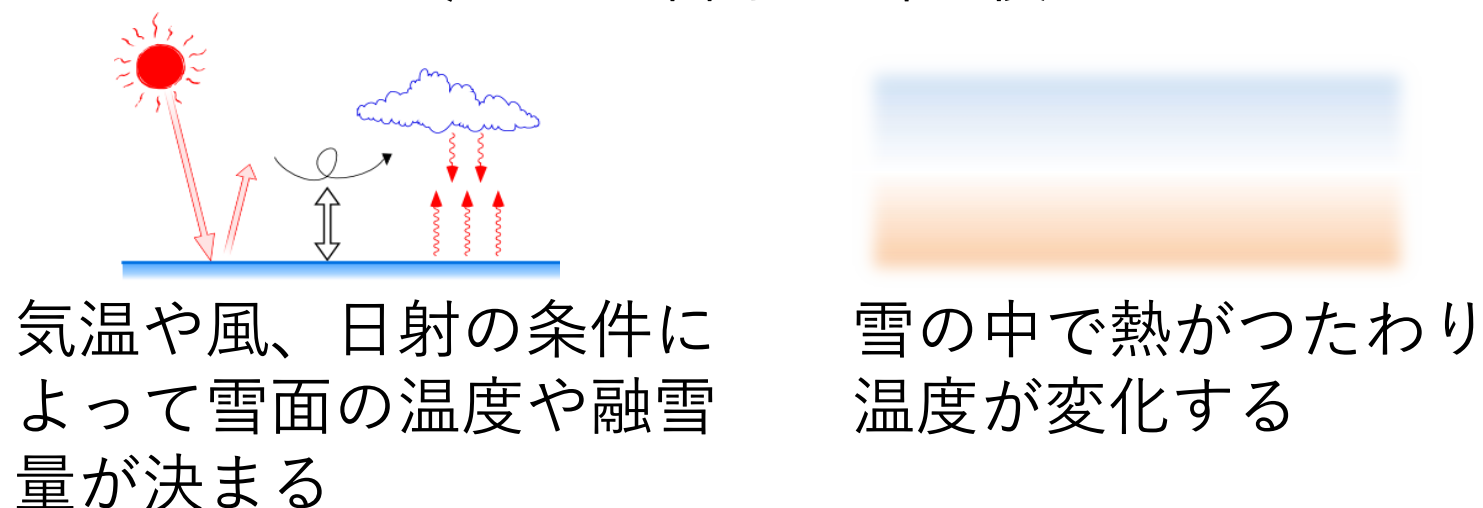 気温や風、日射の条件に
よって雪面の温度や融雪
量が決まる
雪の中で熱がつたわり
温度が変化する